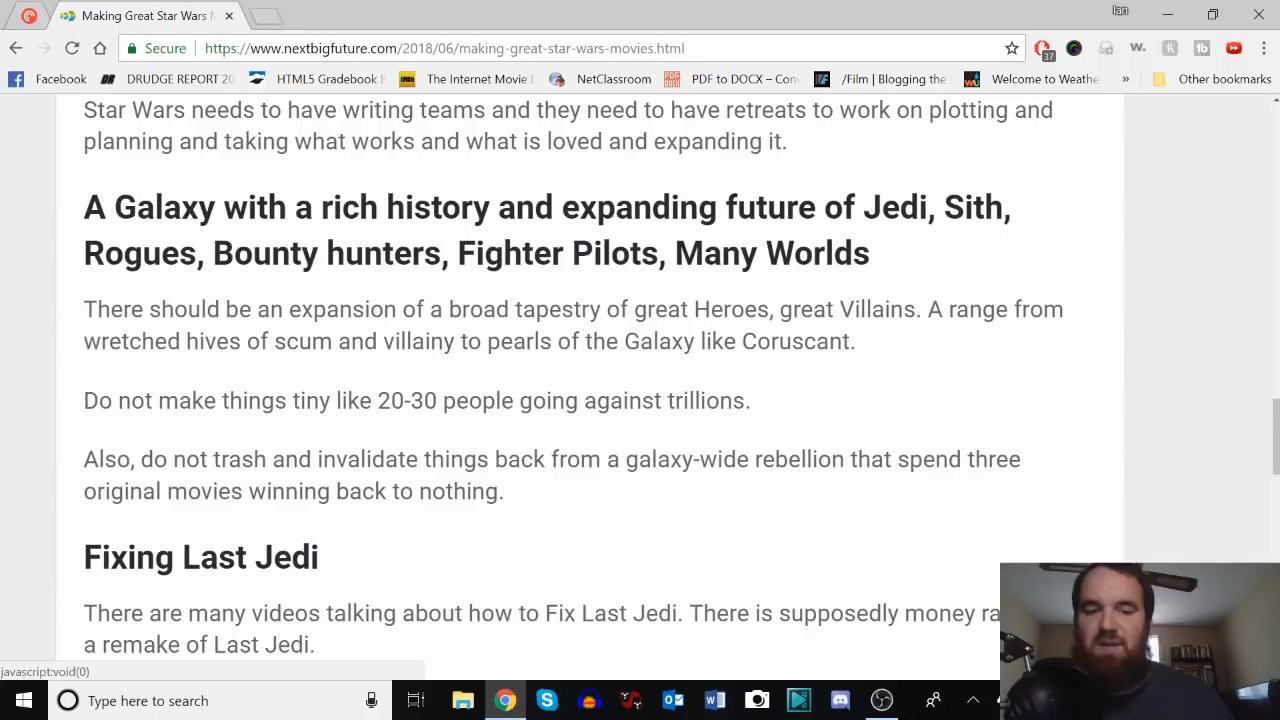 Making Great Star Wars M
Ian
Secure
https://www.nextbigfuture.com/2018/06/making-great-star-wars-movies.html
37
Facebook
DRUDGE REPORT 20
HTML5 Gradebook
The Internet Movie D
NetClassroom
PDF to DOCX – Conv
/Film | Blogging the
Welcome to Weathe
Other bookmarks
Star Wars needs to have writing teams and they need to have retreats to work on plotting and
planning and taking what works and what is loved and expanding it.
A Galaxy with a rich history and expanding future of Jedi, Sith,
Rogues, Bounty hunters, Fighter Pilots, Many Worlds
There should be an expansion of a broad tapestry of great Heroes, great Villains. A range from
wretched hives of scum and villainy to pearls of the Galaxy like Coruscant.
Do not make things tiny like 20-30 people going against trillions.
Also, do not trash and invalidate things back from a galaxy-wide rebellion that spend three
original movies winning back to nothing.
Fixing Last Jedi
There are many videos talking about how to Fix Last Jedi. There is supposedly money ra
a remake of Last Jedi.
javascript:void(0)
Type here to search